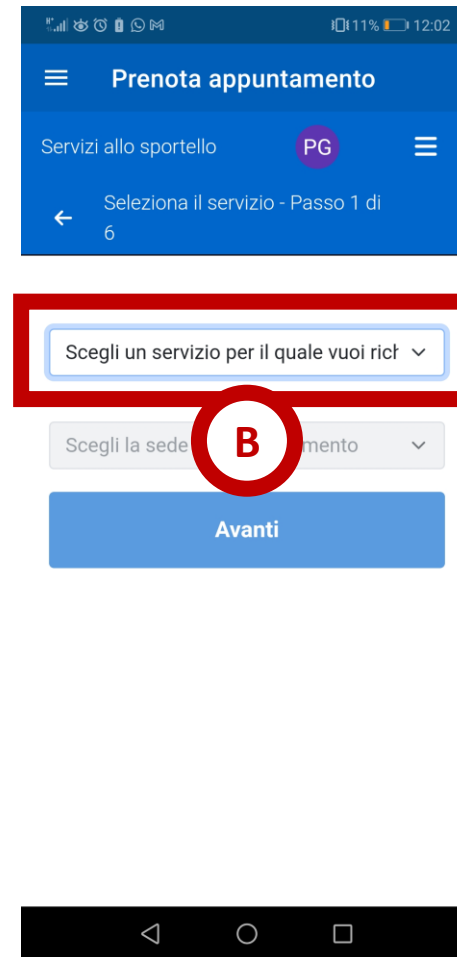 11% 12:02
Prenota appuntamento
Servizi allo sportello PG
Seleziona il servizio - Passo 1 di
6
Scegli un servizio per il quale vuoi rich
Scegli la sede B mento
Avanti